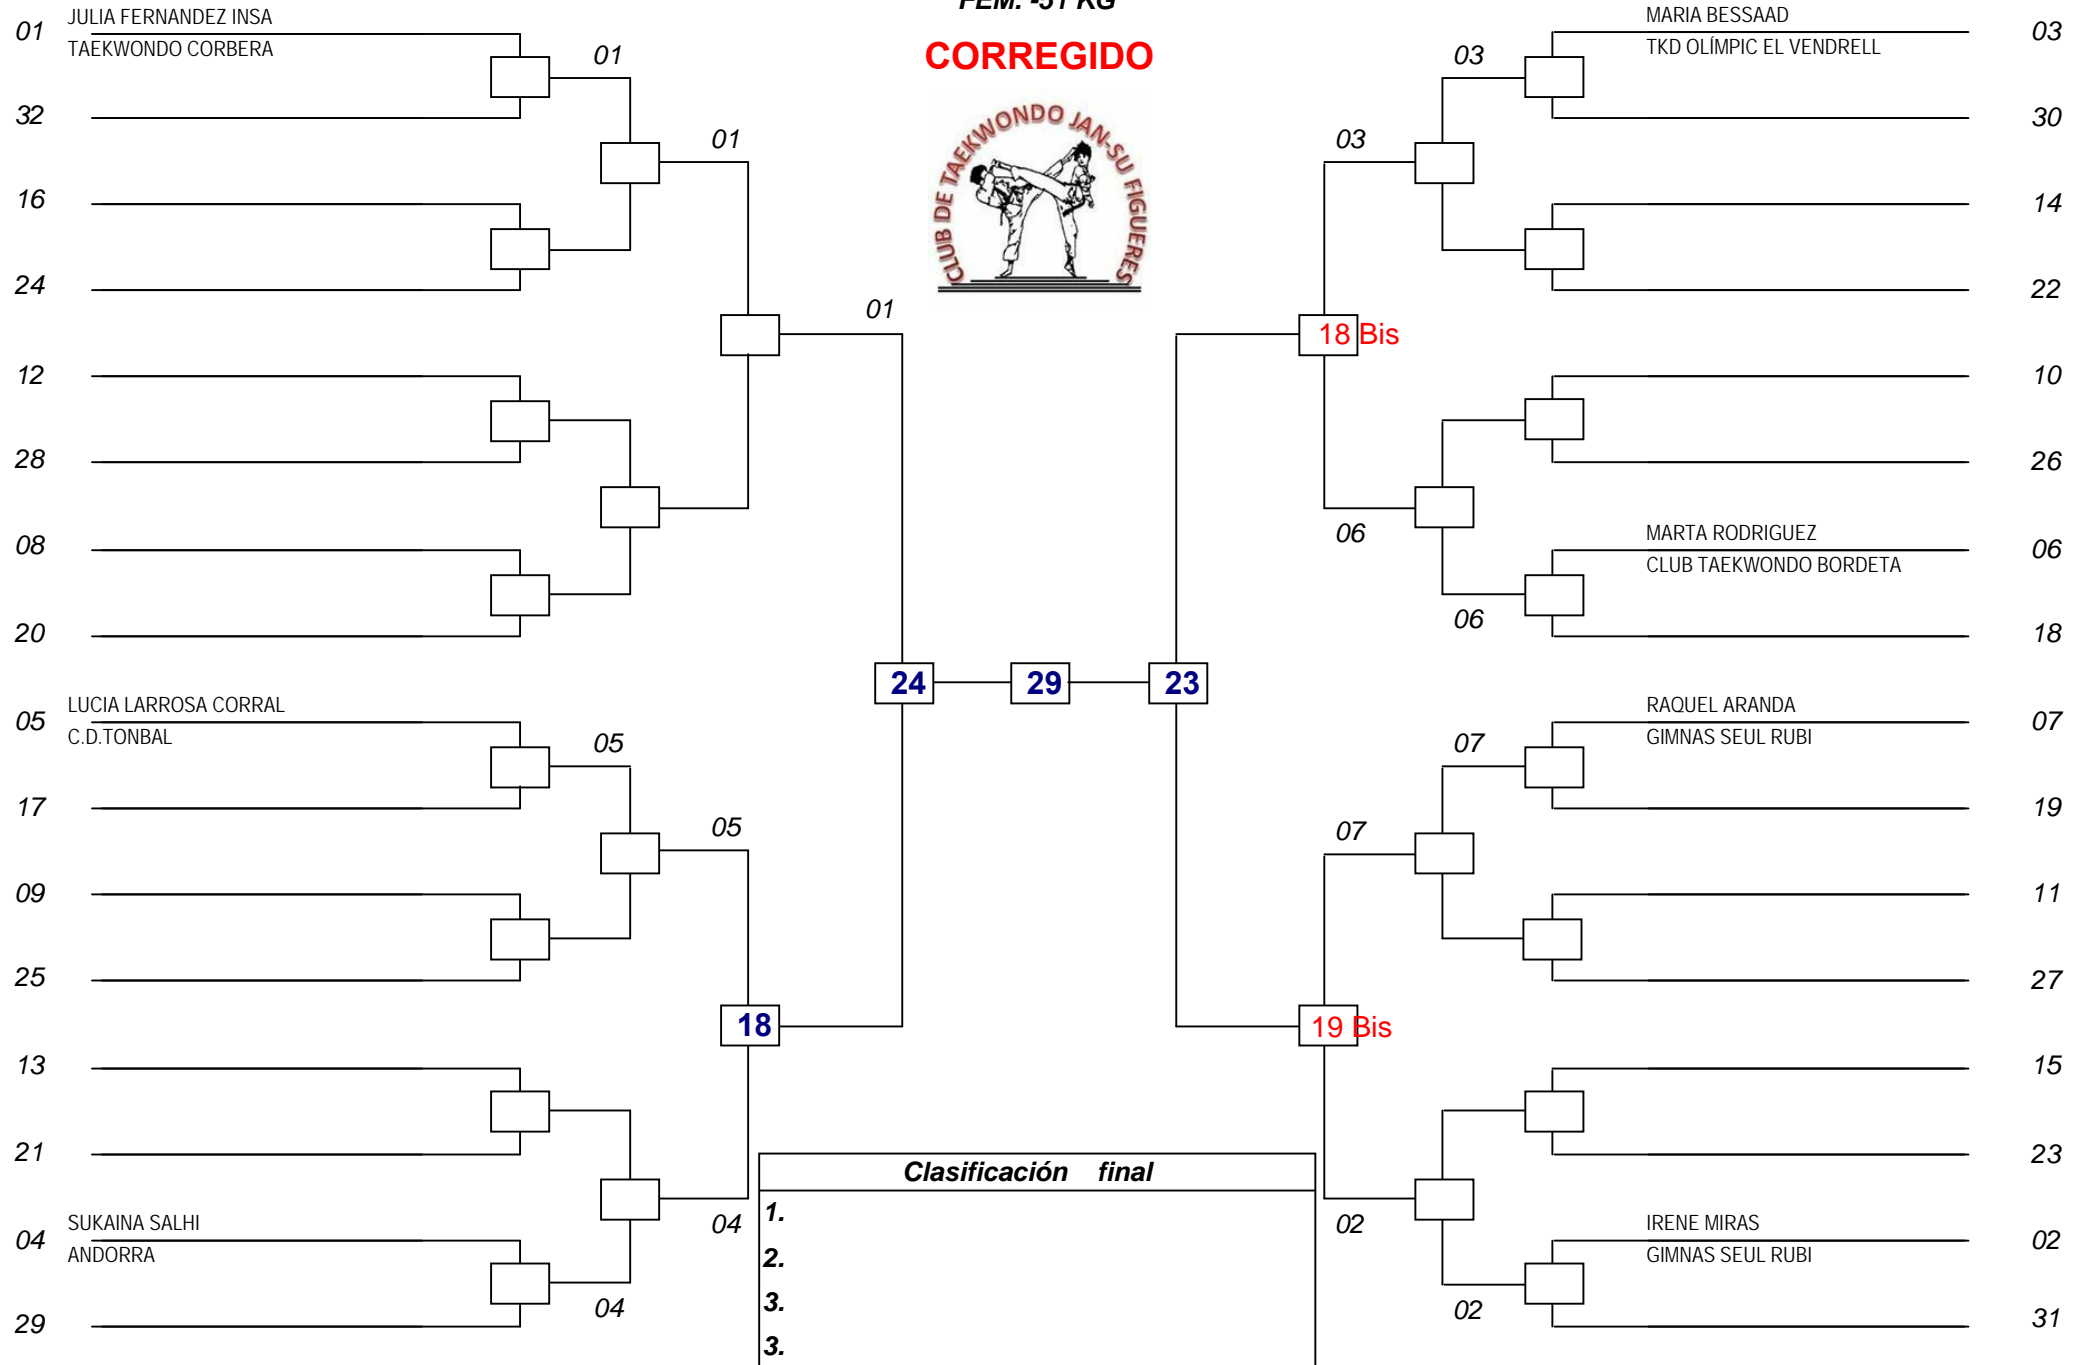 FEM. -51 KG
CORREGIDO
CLUB DE TAEKWONDO JAN-SU FIGUERES
01 JULIA FERNANDEZ INSA
TAEKWONDO CORBERA
01
32
01
16
24
01
12
28
08
20
05 LUCIA LARROSA CORRAL
C.D.TONBAL
05
17
05
09
25
18
13
21
04
04 SUKAINA SALHI
ANDORRA
04
29
24
29
23
MARIA BESSAAD 03
TKD OLÍMPIC EL VENDRELL
03
30
03
14
22
18 Bis
10
26
06
MARTA RODRIGUEZ 06
CLUB TAEKWONDO BORDETA
06
18
RAQUEL ARANDA 07
GIMNAS SEUL RUBI
07
19
07
11
27
19 Bis
15
23
02
IRENE MIRAS 02
GIMNAS SEUL RUBI
02
31
Clasificación final
1.
2.
3.
3.